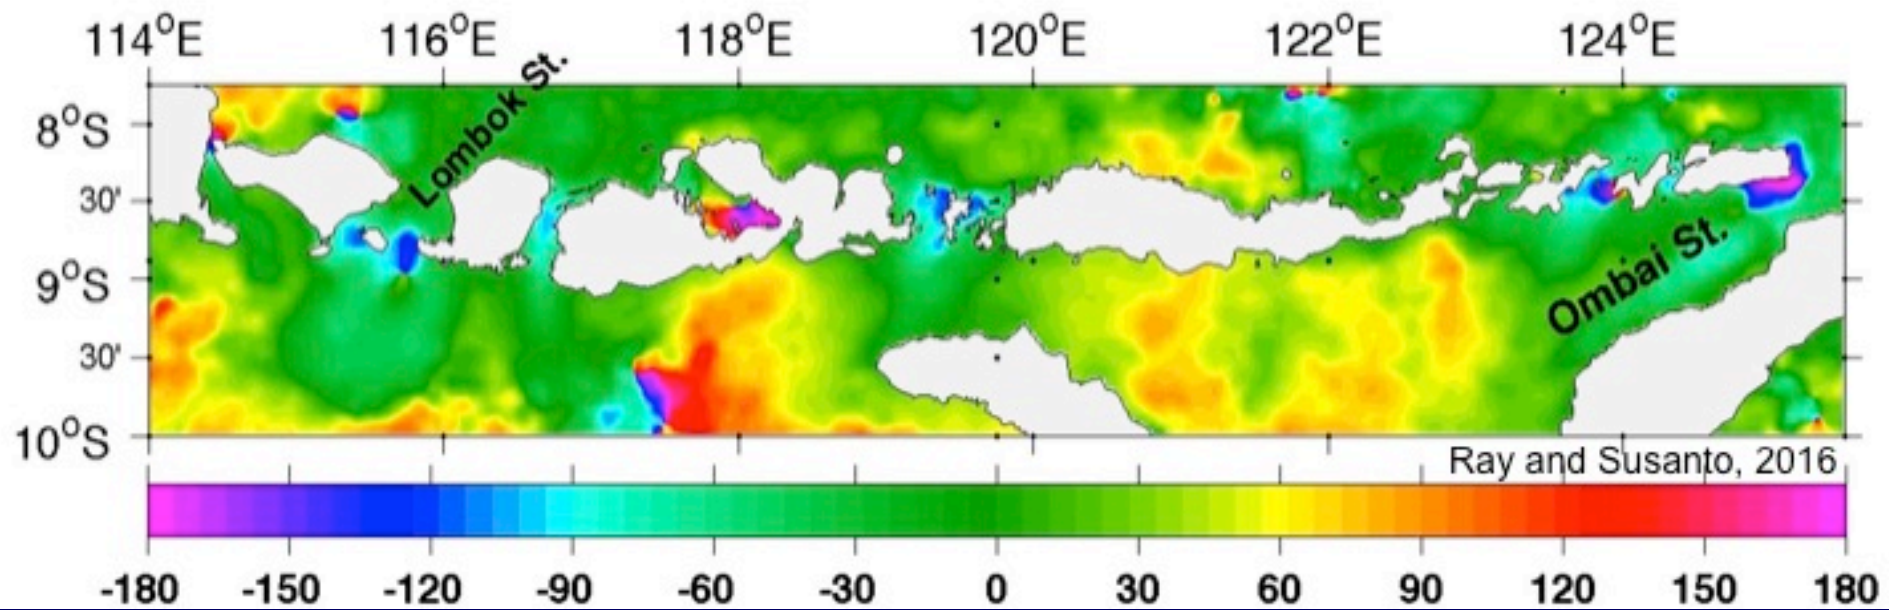 114°E 116°E 118°E 120°E 122°E 124°E
Lombok St.
8°S
30'
9°S
Ombai St.
30'
10°S
Ray and Susanto, 2016
-180 -150 -120 -90 -60 -30 0 30 60 90 120 150 180